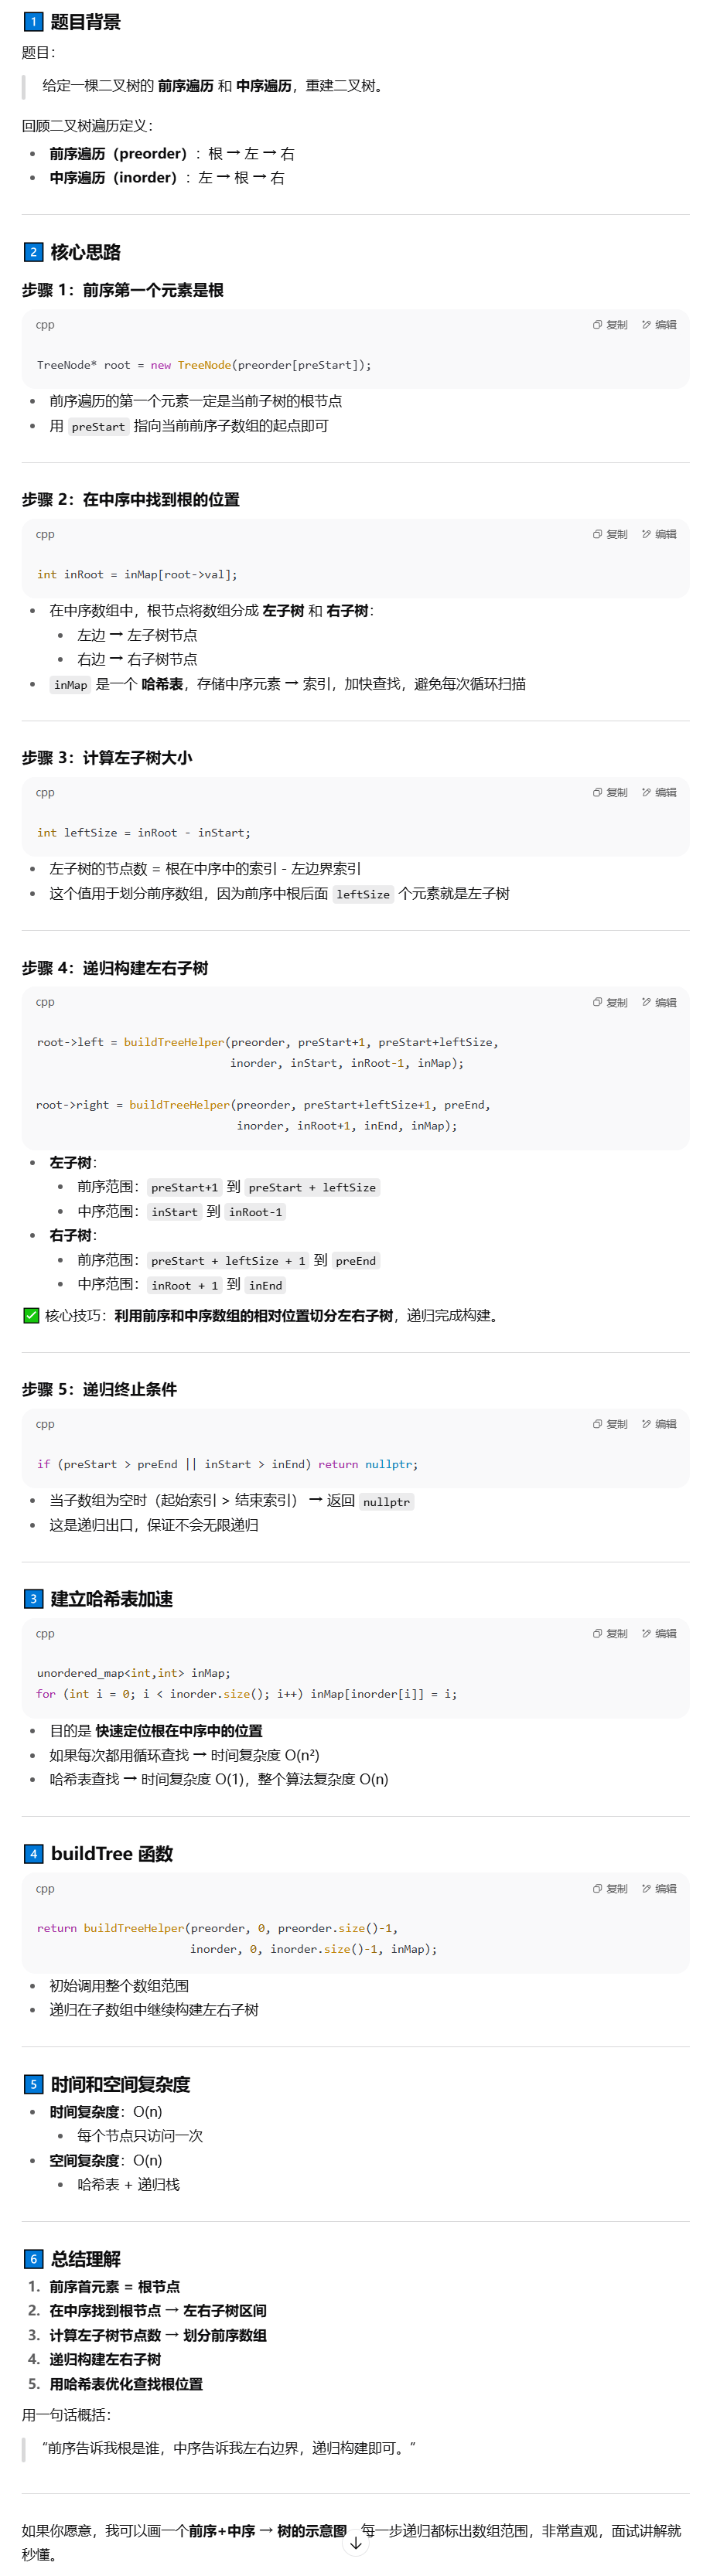 1 题目背景
题目：
给定一棵二叉树的 前序遍历 和 中序遍历，重建二叉树。
回顾二叉树遍历定义：
• 前序遍历（preorder）：根 → 左 → 右
• 中序遍历（inorder）：左 → 根 → 右
2 核心思路
步骤 1：前序第一个元素是根
cpp 复制 编辑
TreeNode* root = new TreeNode(preorder[preStart]);
• 前序遍历的第一个元素一定是当前子树的根节点
• 用 preStart 指向当前前序子数组的起点即可
步骤 2：在中序中找到根的位置
cpp 复制 编辑
int inRoot = inMap[root->val];
• 在中序数组中，根节点将数组分成 左子树 和 右子树：
• 左边 → 左子树节点
• 右边 → 右子树节点
• inMap 是一个 哈希表，存储中序元素 → 索引，加快查找，避免每次循环扫描
步骤 3：计算左子树大小
cpp 复制 编辑
int leftSize = inRoot - inStart;
• 左子树的节点数 = 根在中序中的索引 - 左边界索引
• 这个值用于划分前序数组，因为前序中根后面 leftSize 个元素就是左子树
步骤 4：递归构建左右子树
cpp 复制 编辑
root->left = buildTreeHelper(preorder, preStart+1, preStart+leftSize,
inorder, inStart, inRoot-1, inMap);
root->right = buildTreeHelper(preorder, preStart+leftSize+1, preEnd,
inorder, inRoot+1, inEnd, inMap);
• 左子树：
• 前序范围：preStart+1 到 preStart + leftSize
• 中序范围：inStart 到 inRoot-1
• 右子树：
• 前序范围：preStart + leftSize + 1 到 preEnd
• 中序范围：inRoot + 1 到 inEnd
✅ 核心技巧：利用前序和中序数组的相对位置切分左右子树，递归完成构建。
步骤 5：递归终止条件
cpp 复制 编辑
if (preStart > preEnd || inStart > inEnd) return nullptr;
• 当子数组为空时（起始索引 > 结束索引） → 返回 nullptr
• 这是递归出口，保证不会无限递归
3 建立哈希表加速
cpp 复制 编辑
unordered_map<int,int> inMap;
for (int i = 0; i < inorder.size(); i++) inMap[inorder[i]] = i;
• 目的是 快速定位根在中序中的位置
• 如果每次都用循环查找 → 时间复杂度 O(n²)
• 哈希表查找 → 时间复杂度 O(1)，整个算法复杂度 O(n)
4 buildTree 函数
cpp 复制 编辑
return buildTreeHelper(preorder, 0, preorder.size()-1,
inorder, 0, inorder.size()-1, inMap);
• 初始调用整个数组范围
• 递归在子数组中继续构建左右子树
5 时间和空间复杂度
• 时间复杂度：O(n)
• 每个节点只访问一次
• 空间复杂度：O(n)
• 哈希表 + 递归栈
6 总结理解
1. 前序首元素 = 根节点
2. 在中序找到根节点 → 左右子树区间
3. 计算左子树节点数 → 划分前序数组
4. 递归构建左右子树
5. 用哈希表优化查找根位置
用一句话概括：
“前序告诉我根是谁，中序告诉我左右边界，递归构建即可。”
如果你愿意，我可以画一个前序+中序 → 树的示意图 每一步递归都标出数组范围，非常直观，面试讲解就
秒懂。